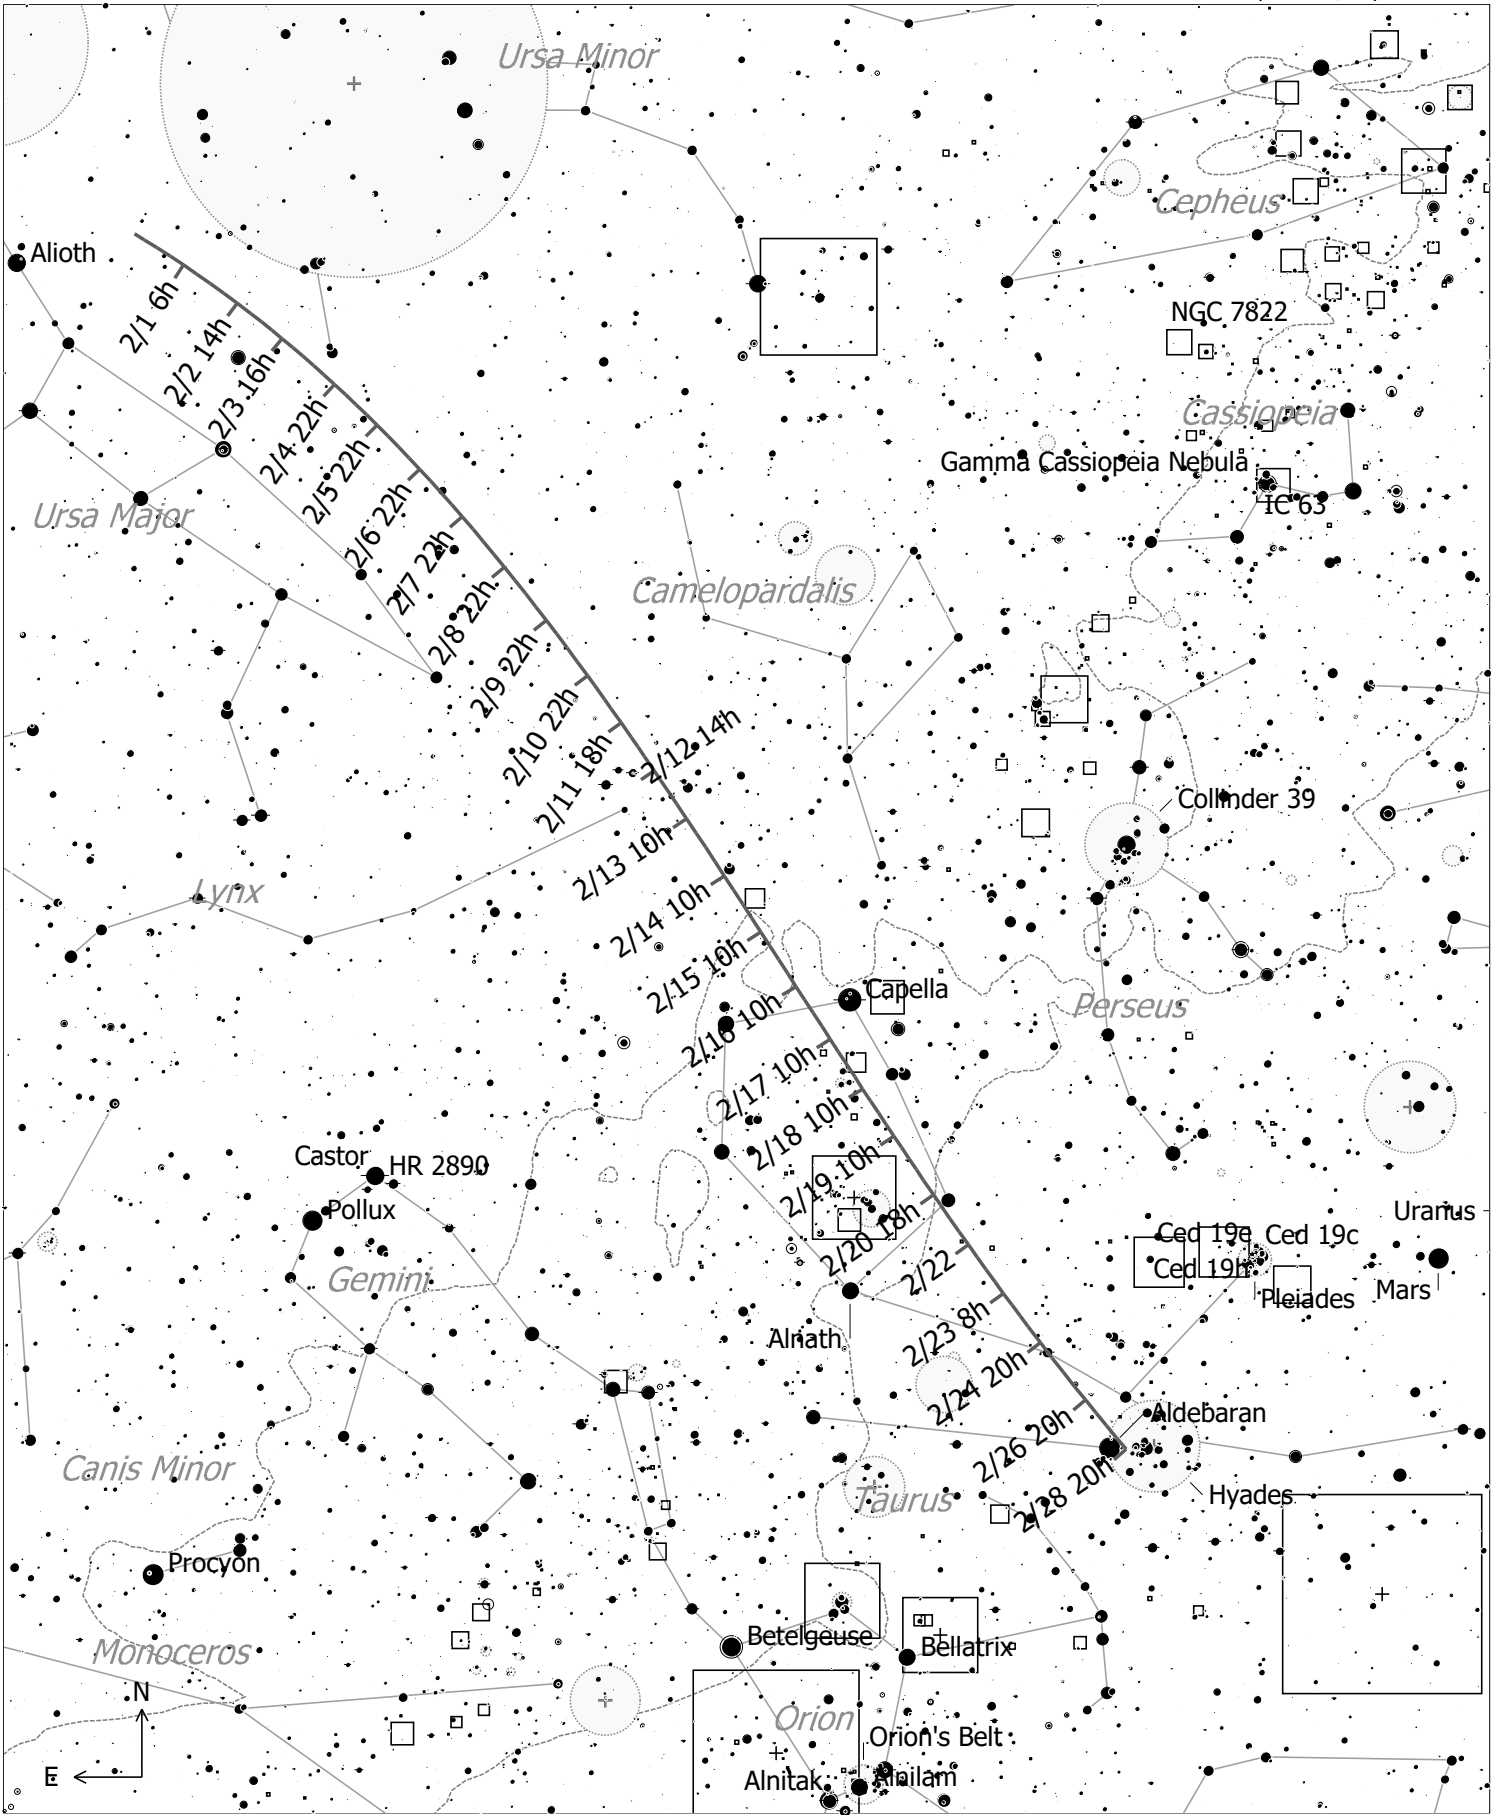 Ursa Minor
Cepheus
Alioth
2/1 6h
2/2 14h
2/3 16h
2/4 22h
2/5 22h
2/6 22h
2/7 22h
2/8 22h
2/9 22h
2/10 22h
2/11 18h
2/12 14h
2/13 10h
2/14 10h
2/15 10h
2/16 10h
2/17 10h
2/18 10h
2/19 10h
2/20 18h
2/22
2/23 8h
2/24 20h
2/26 20h
2/28 20h
NGC 7822
Cassiopeia
Gamma Cassiopeia Nebula
IC 63
Ursa Major
Camelopardalis
Collinder 39
Lynx
Capella
Perseus
Castor
HR 2890
Pollux
Uranus
Ced 19e
Ced 19c
Ced 19h
Gemini
Pleiades
Mars
Alnath
Aldebaran
Canis Minor
Taurus
Hyades
Procyon
Betelgeuse
Bellatrix
Monoceros
N
Orion
Orion's Belt
E
Alnitak
Alnilam